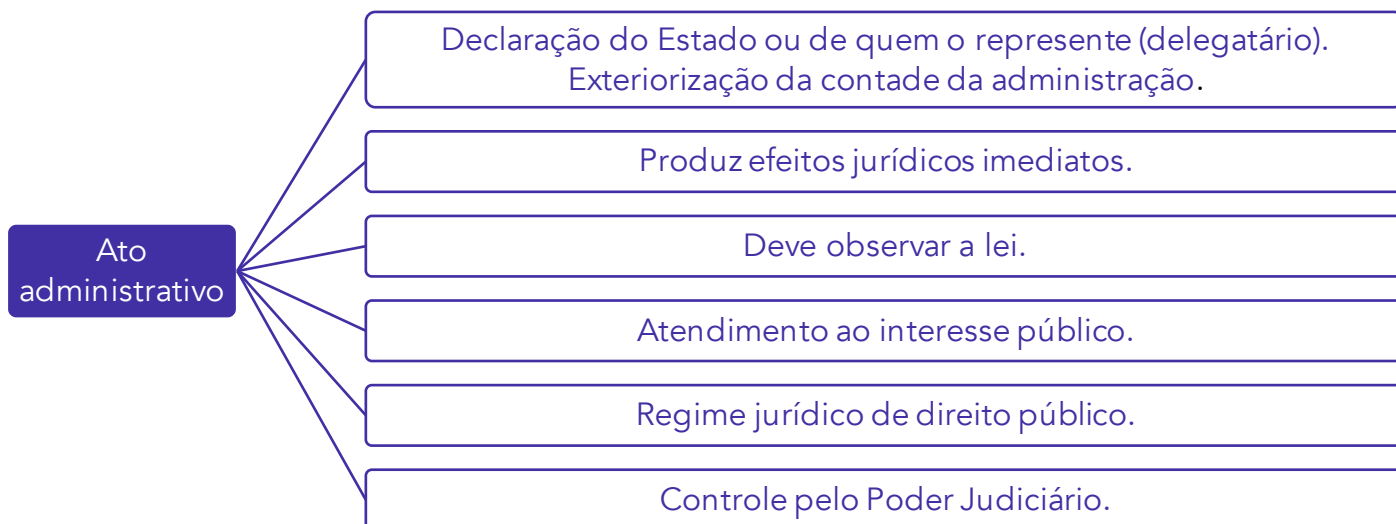 Declaração do Estado ou de quem o represente (delegatário).
Exteriorização da contade da administração.
Produz efeitos jurídicos imediatos.
Deve observar a lei.
Ato
administrativo
Atendimento ao interesse público.
Regime jurídico de direito público.
Controle pelo Poder Judiciário.